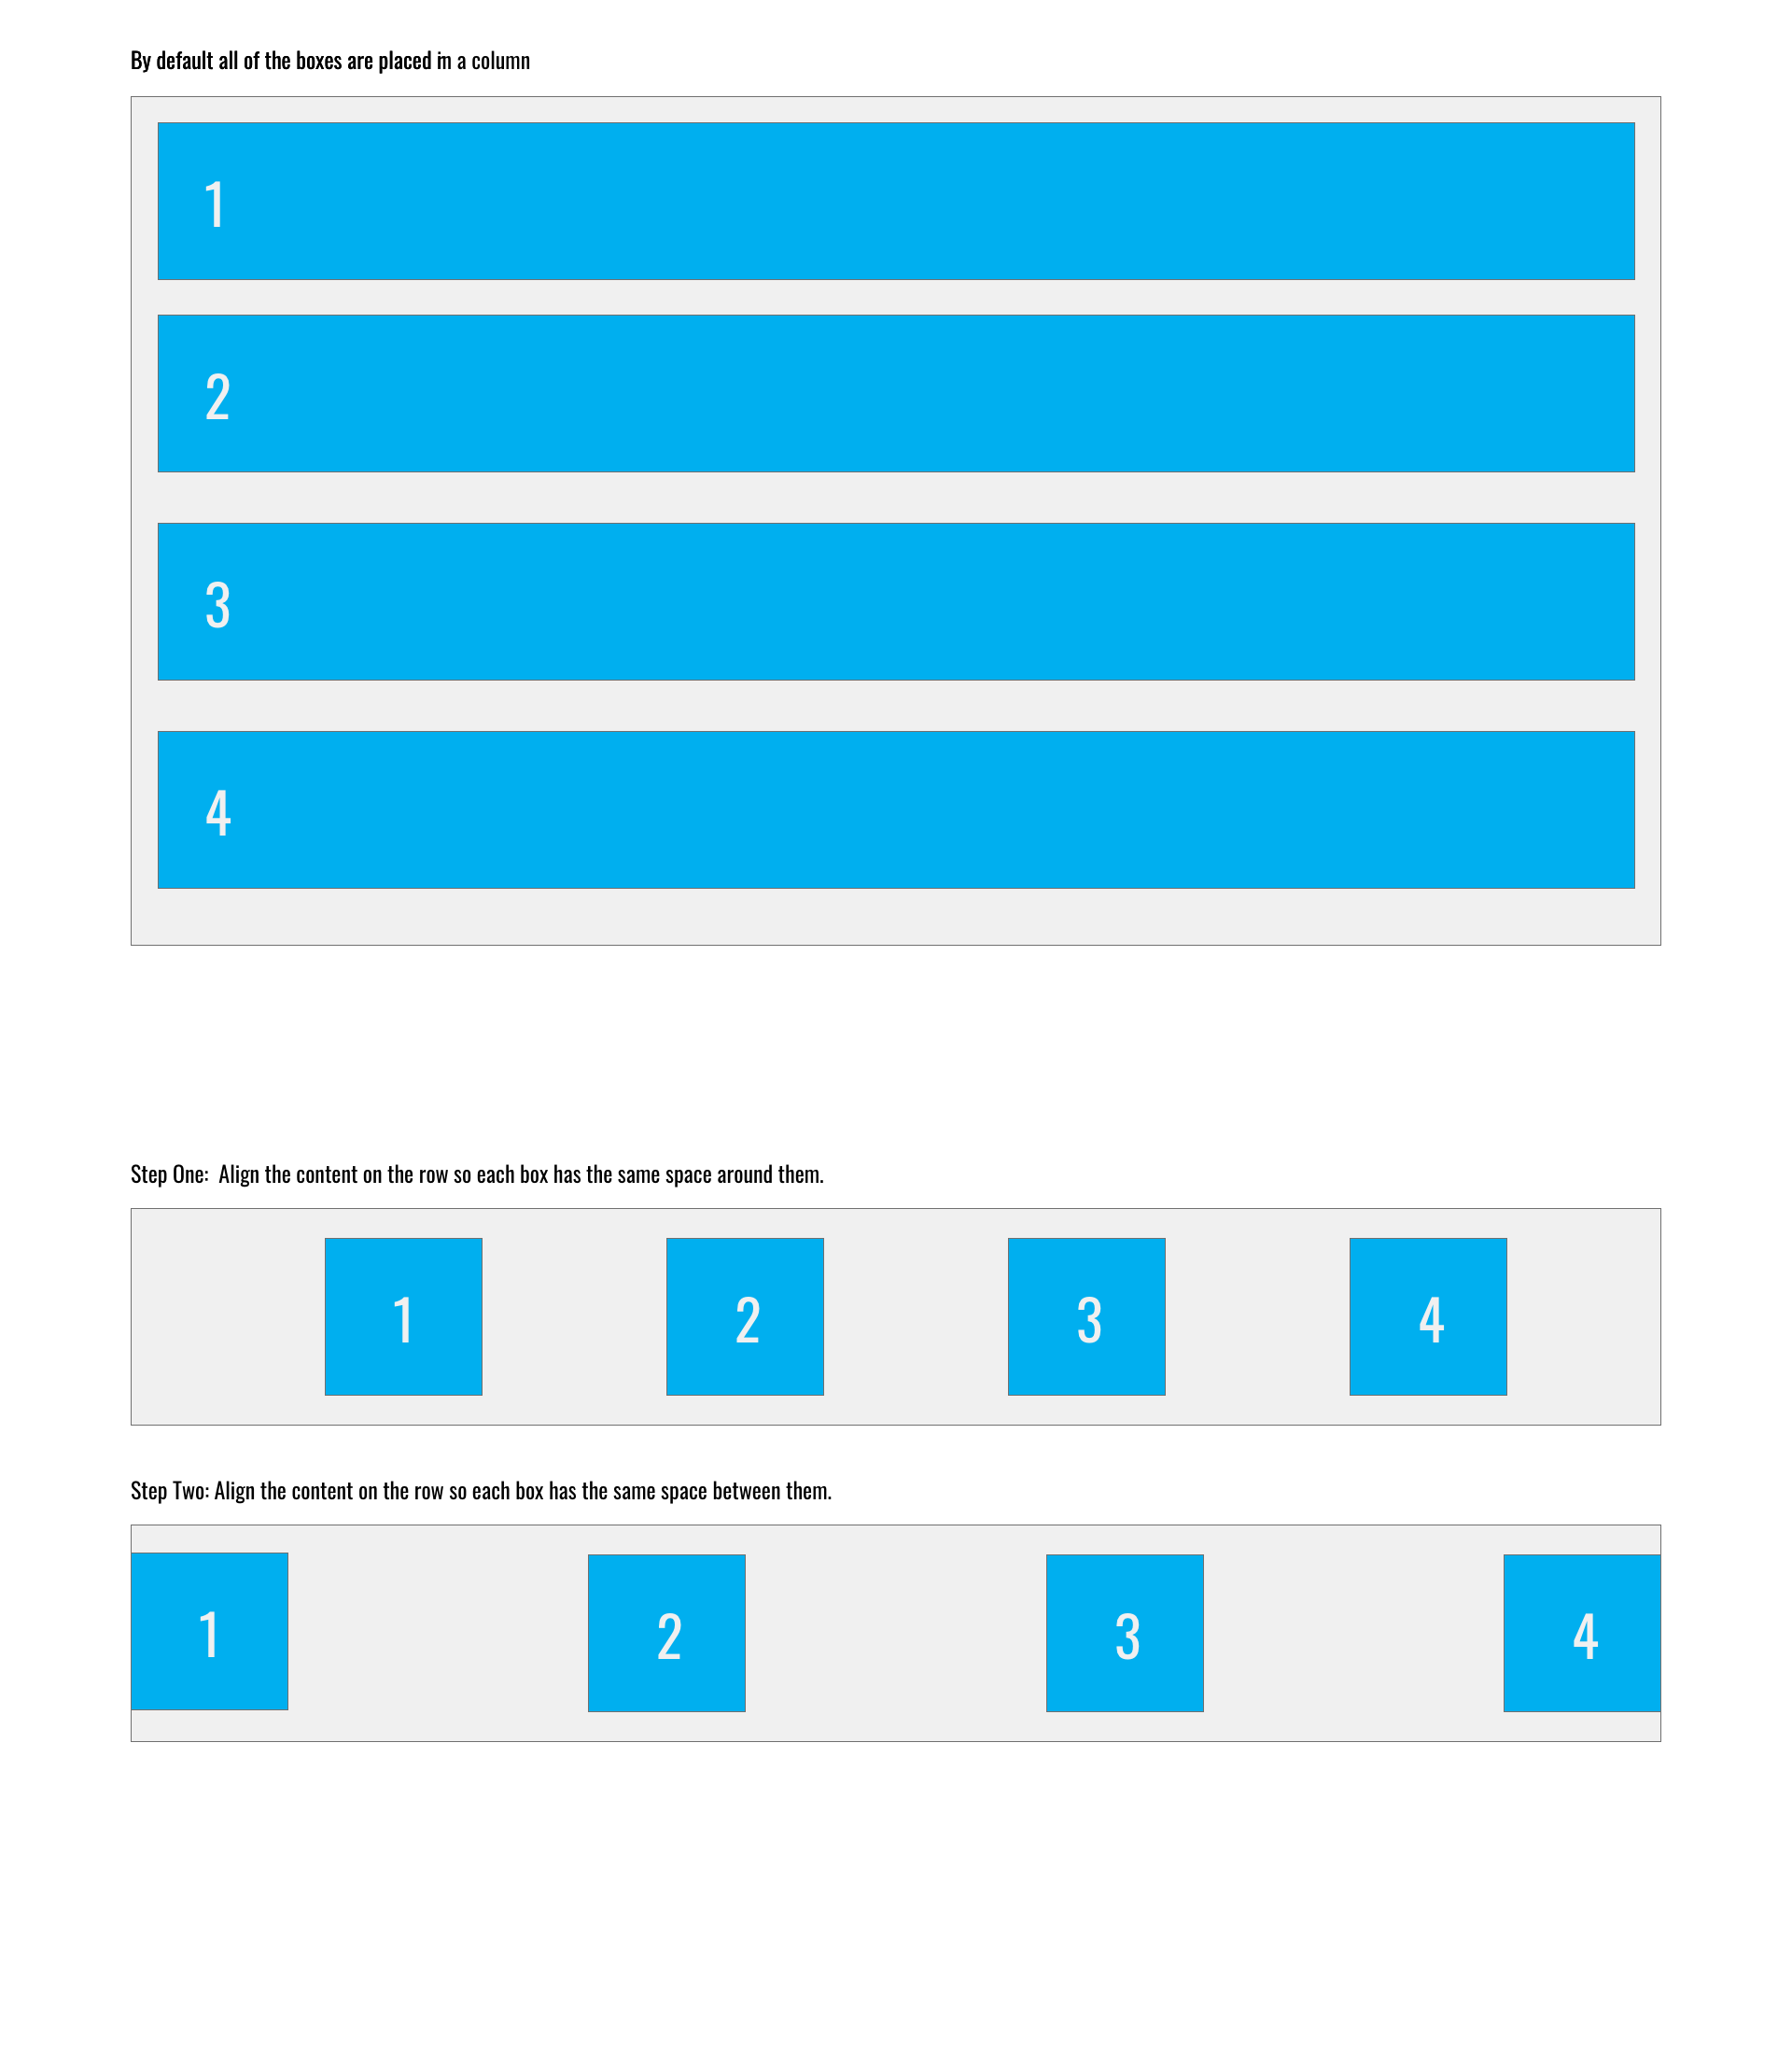 By default all of the boxes are placed in a column
1
2
3
4
Step One:  Align the content on the row so each box has the same space around them.
1 2 3 4
Step Two: Align the content on the row so each box has the same space between them.
1 2 3 4